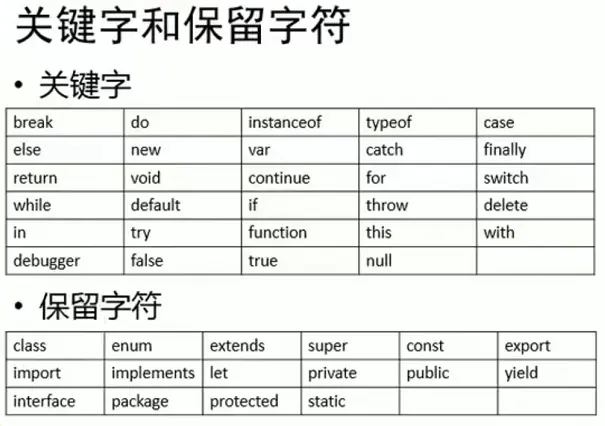 关键字和保留字符
• 关键字
break do instanceof typeof case
else new var catch finally
return void continue for switch
while default if throw delete
in try function this with
debugger false true null
• 保留字符
class enum extends super const export
import implements let private public yield
interface package protected static